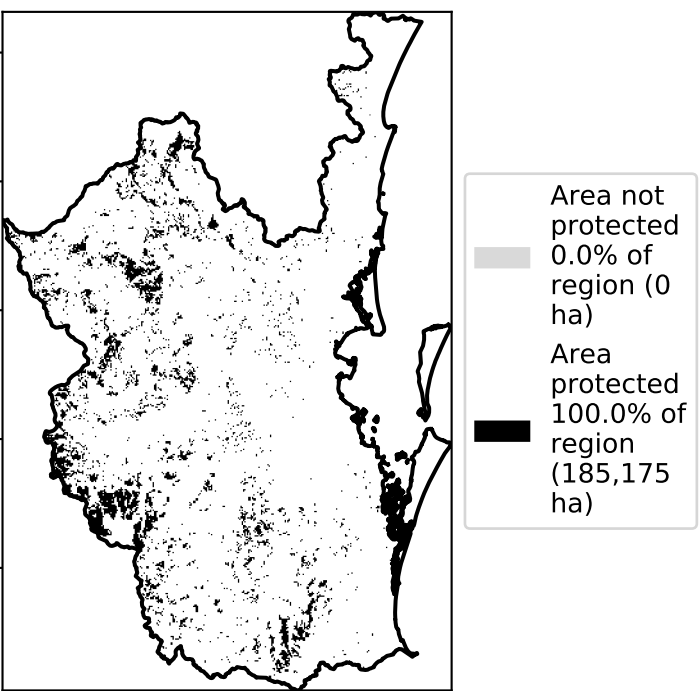 Area not
protected
0.0% of
region (0
ha)
Area
protected
100.0% of
region
(185,175
ha)